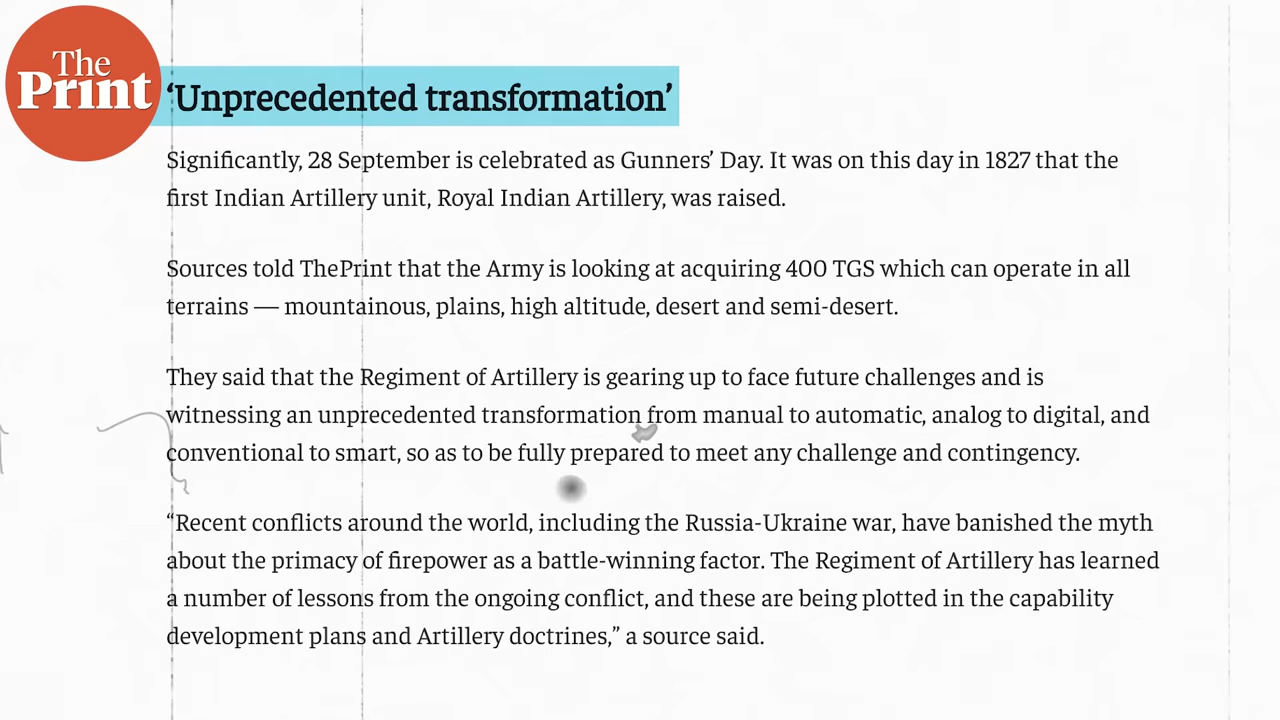 The
Print
‘Unprecedented transformation’
Significantly, 28 September is celebrated as Gunners’ Day. It was on this day in 1827 that the
first Indian Artillery unit, Royal Indian Artillery, was raised.
Sources told ThePrint that the Army is looking at acquiring 400 TGS which can operate in all
terrains — mountainous, plains, high altitude, desert and semi-desert.
They said that the Regiment of Artillery is gearing up to face future challenges and is
witnessing an unprecedented transformation from manual to automatic, analog to digital, and
conventional to smart, so as to be fully prepared to meet any challenge and contingency.
“Recent conflicts around the world, including the Russia-Ukraine war, have banished the myth
about the primacy of firepower as a battle-winning factor. The Regiment of Artillery has learned
a number of lessons from the ongoing conflict, and these are being plotted in the capability
development plans and Artillery doctrines,” a source said.